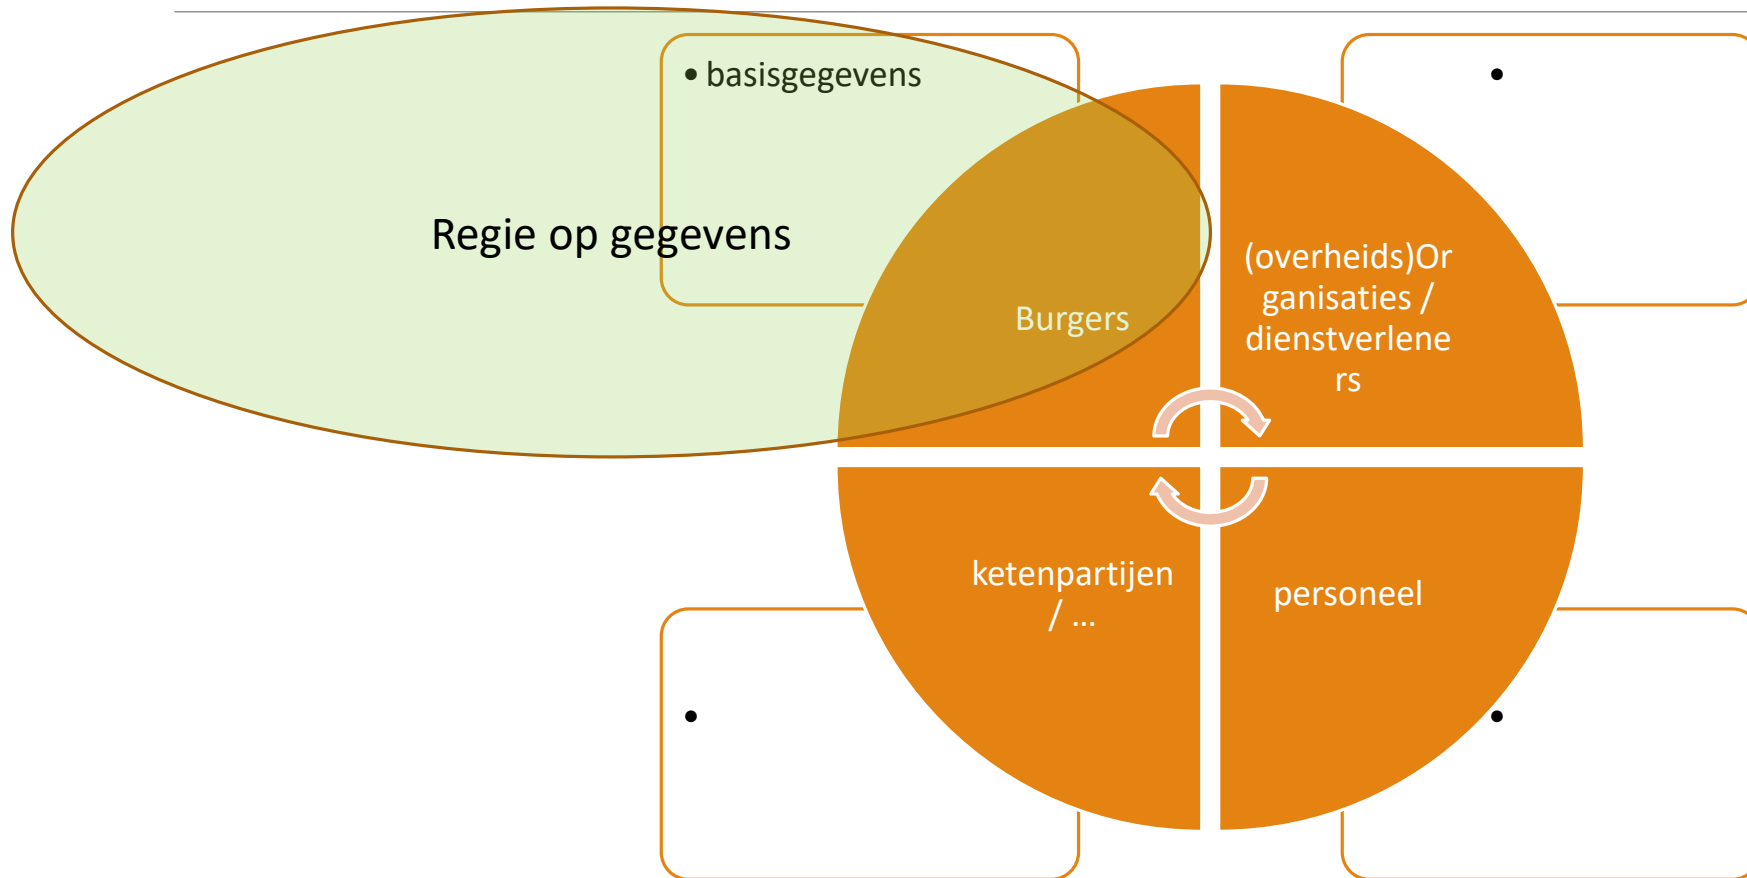 • basisgegevens
•
Regie op gegevens
Burgers
(overheids)Or
ganisaties /
dienstverlene
rs
ketenpartijen
/ ...
personeel
•
•